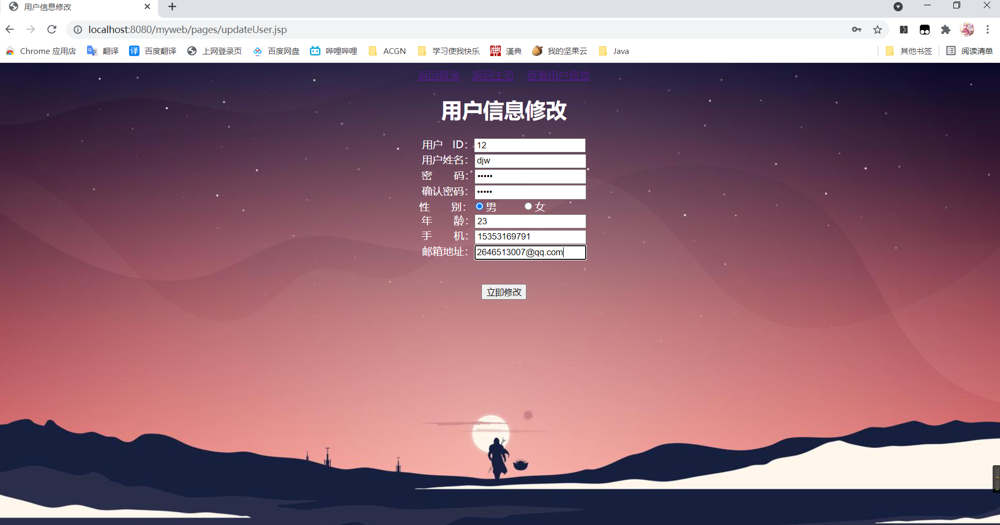 用户信息修改
localhost:8080/myweb/pages/updateUser.jsp
Chrome 应用店 翻译 译 百度翻译 上网登录页 百度网盘 哔哩哔哩 ACGN 学习使我快乐 漢典 我的坚果云 Java 其他书签 阅读清单
返回登录 返回主页 查看用户信息
用户信息修改
用户 ID: 12
用户姓名: djw
密 码: •••••
确认密码: •••••
性 别: 男 女
年 龄: 23
手 机: 15353169791
邮箱地址: 2646513007@qq.com
立即修改